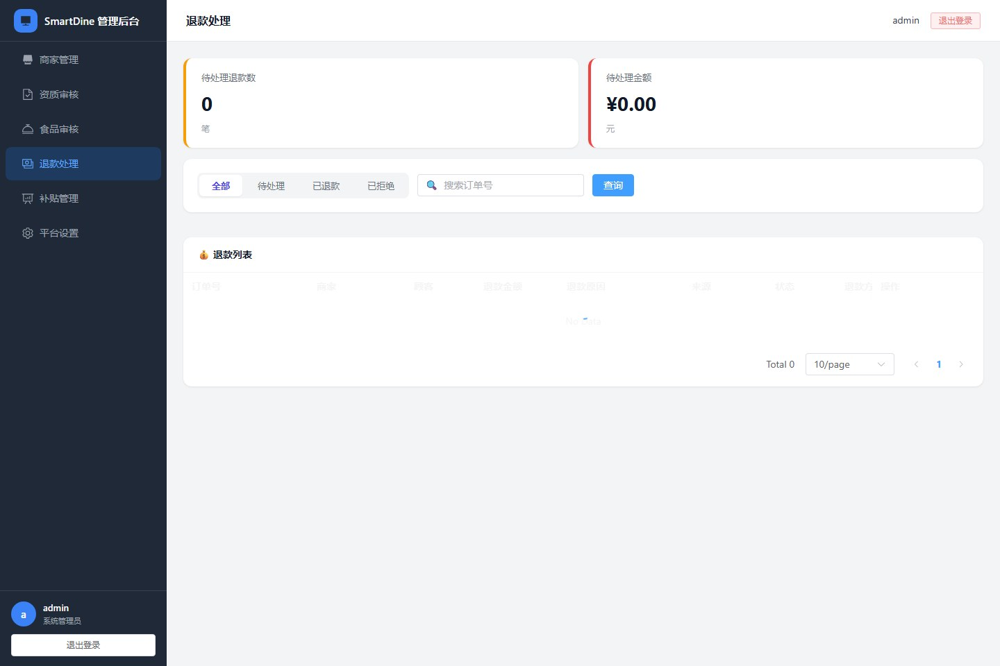 SmartDine 管理后台
商家管理
资质审核
食品审核
退款处理
补贴管理
平台设置
a
admin
系统管理员
退出登录
退款处理
admin
退出登录
待处理退款数
0
笔
待处理金额
¥0.00
元
全部 待处理 已退款 已拒绝 搜索订单号 查询
退款列表
订单号 商家 顾客 退款金额 退款原因 来源 状态 退款方 操作
No Data
Total 0 10/page 1